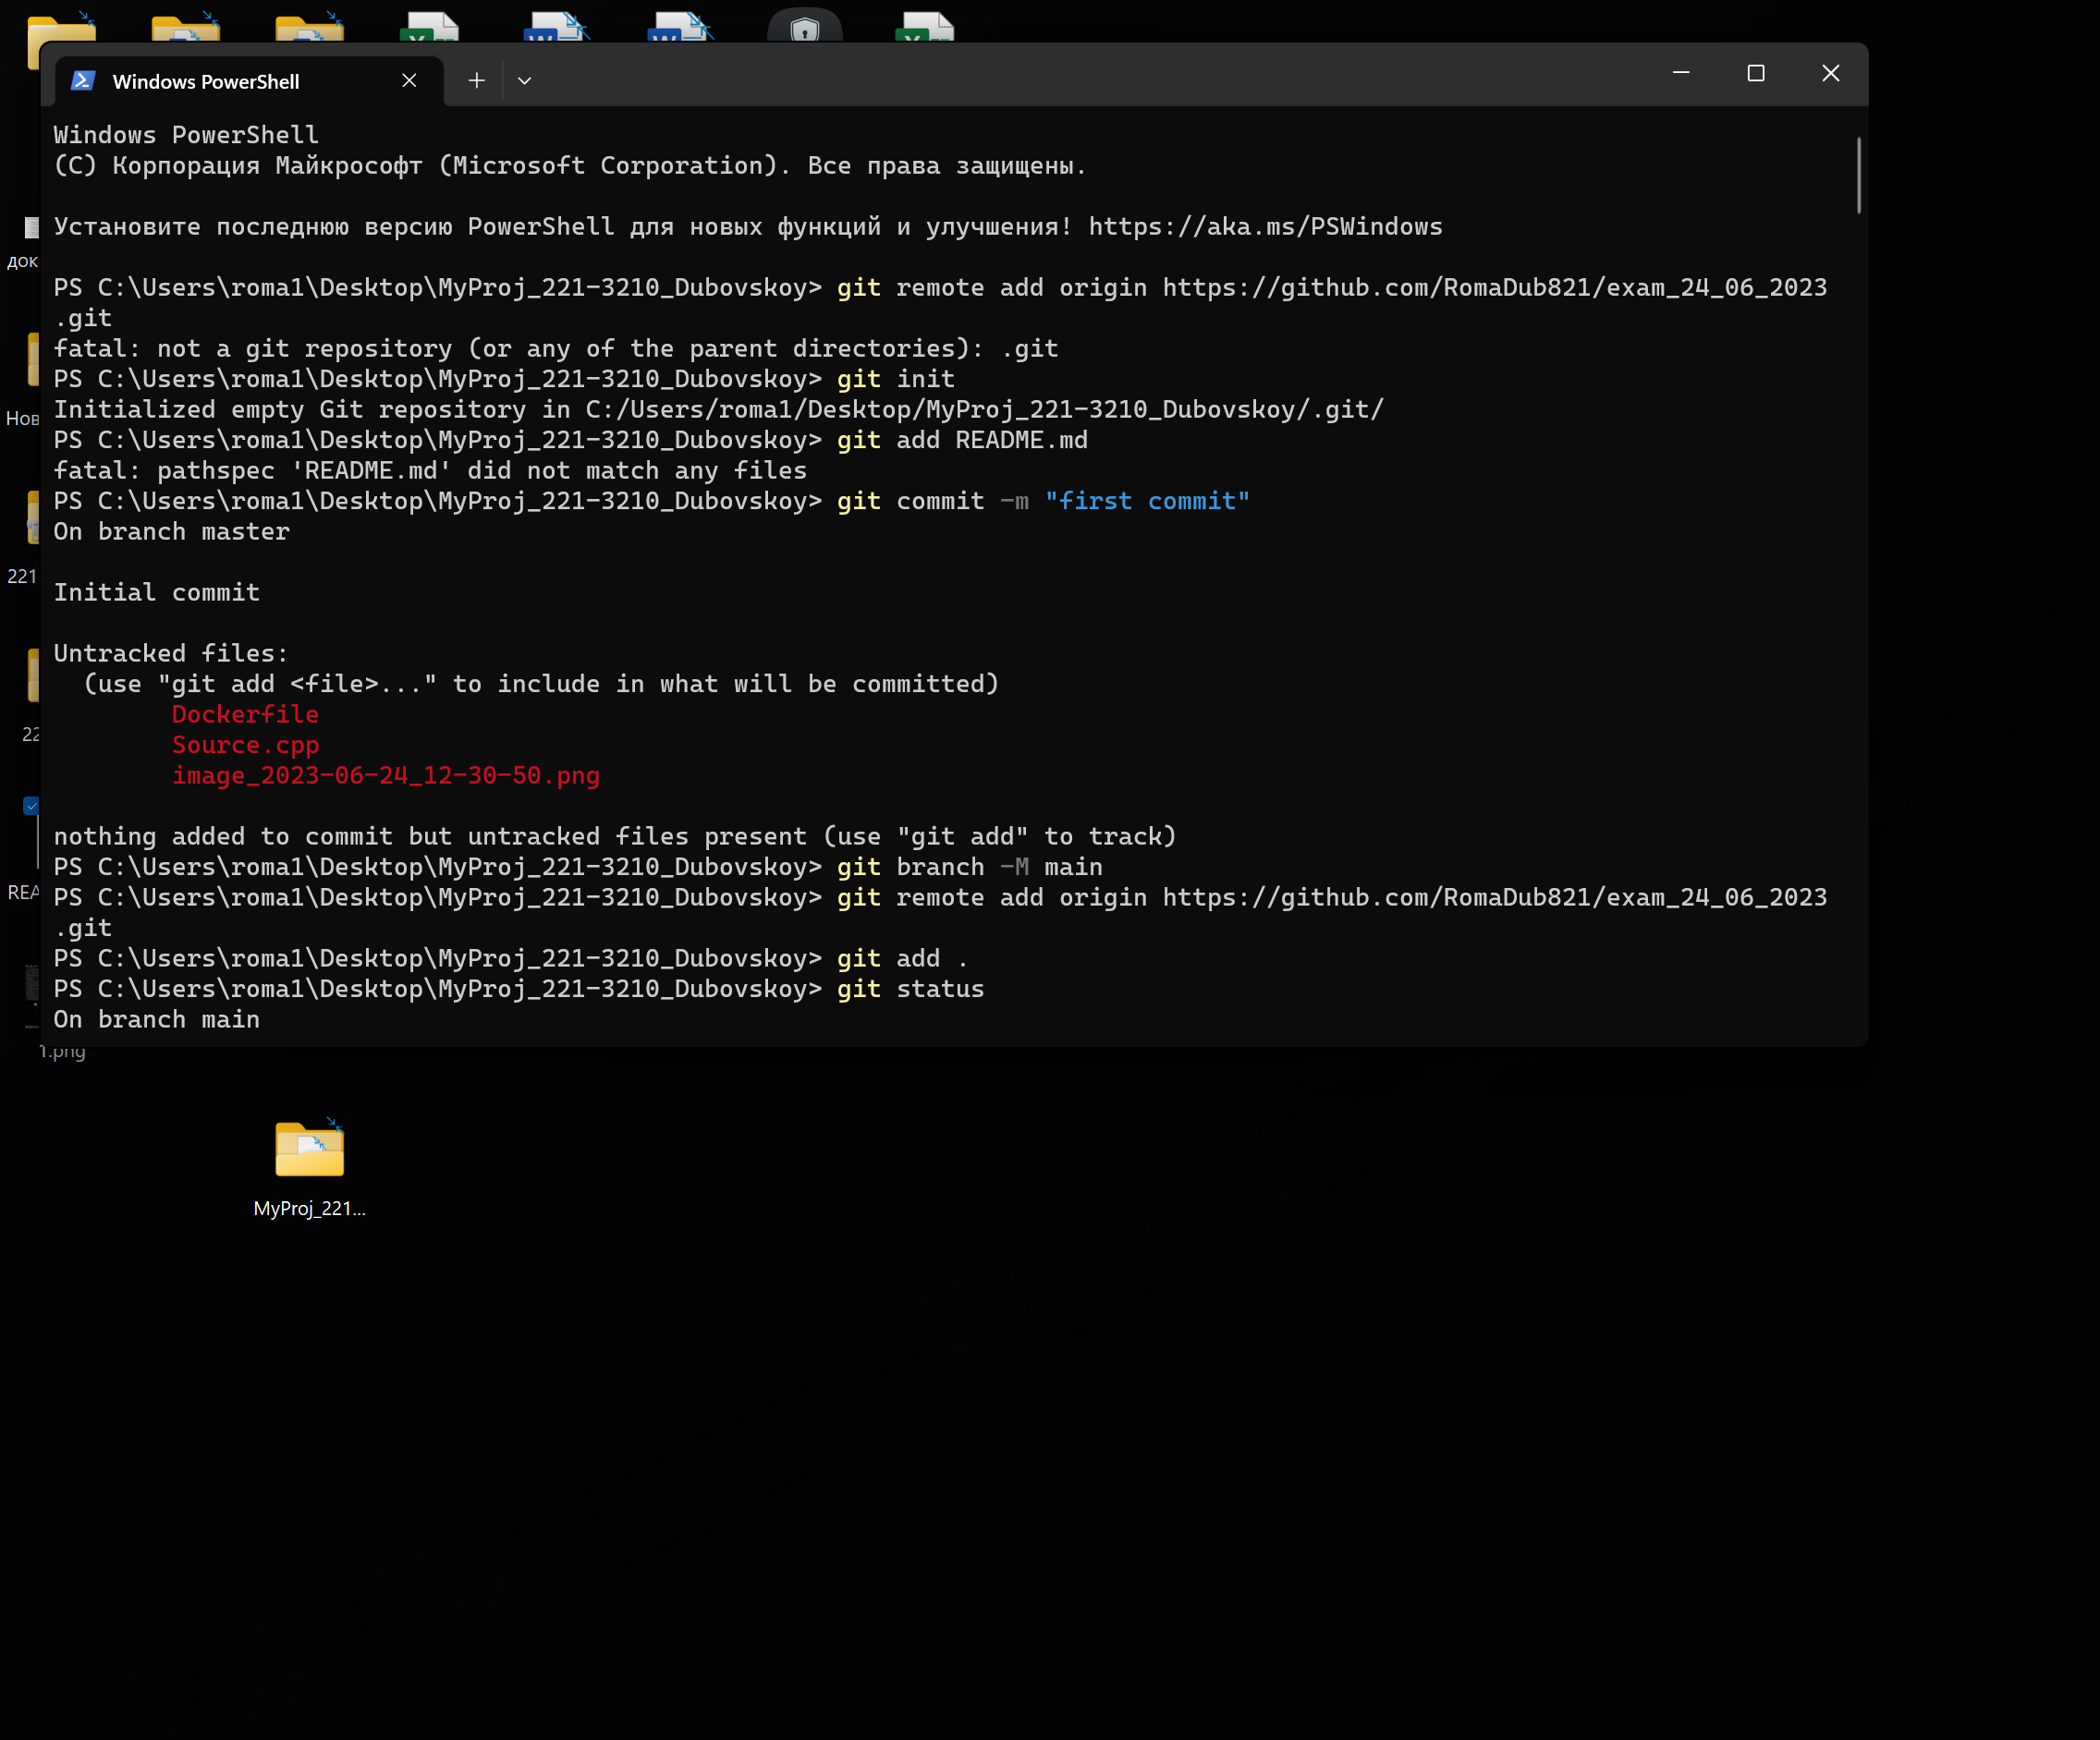 Windows PowerShell
Windows PowerShell
(C) Корпорация Майкрософт (Microsoft Corporation). Все права защищены.
Установите последнюю версию PowerShell для новых функций и улучшения! https://aka.ms/PSWindows
PS C:\Users\roma1\Desktop\MyProj_221-3210_Dubovskoy> git remote add origin https://github.com/RomaDub821/exam_24_06_2023
.git
fatal: not a git repository (or any of the parent directories): .git
PS C:\Users\roma1\Desktop\MyProj_221-3210_Dubovskoy> git init
Initialized empty Git repository in C:/Users/roma1/Desktop/MyProj_221-3210_Dubovskoy/.git/
PS C:\Users\roma1\Desktop\MyProj_221-3210_Dubovskoy> git add README.md
fatal: pathspec 'README.md' did not match any files
PS C:\Users\roma1\Desktop\MyProj_221-3210_Dubovskoy> git commit -m "first commit"
On branch master
Initial commit
Untracked files:
(use "git add <file>..." to include in what will be committed)
Dockerfile
Source.cpp
image_2023-06-24_12-30-50.png
nothing added to commit but untracked files present (use "git add" to track)
PS C:\Users\roma1\Desktop\MyProj_221-3210_Dubovskoy> git branch -M main
PS C:\Users\roma1\Desktop\MyProj_221-3210_Dubovskoy> git remote add origin https://github.com/RomaDub821/exam_24_06_2023
.git
PS C:\Users\roma1\Desktop\MyProj_221-3210_Dubovskoy> git add .
PS C:\Users\roma1\Desktop\MyProj_221-3210_Dubovskoy> git status
On branch main
док
Нов
221
22
REA
1.png
MyProj_221...